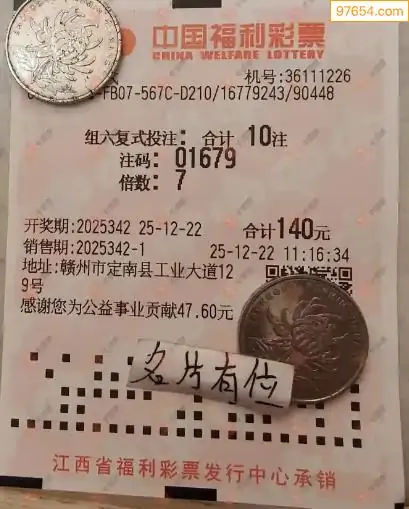 97654.com
中国福利彩票
CHINA WELFARE LOTTERY
机号:36111226
-FB07-567C-D210/16779243/90448
组六复式投注: 合计 10注
注码: 01679
倍数: 7
开奖期:2025342 25-12-22 合计140元
销售期:2025342-1 25-12-22 11:16:34
地址:赣州市定南县工业大道12
9号
感谢您为公益事业贡献47.60元
名片有位
江西省福利彩票发行中心承销